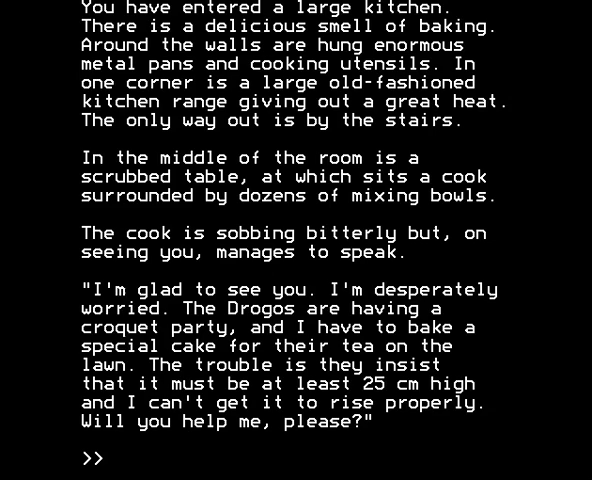 You have entered a large kitchen.
There is a delicious smell of baking.
Around the walls are hung enormous
metal pans and cooking utensils. In
one corner is a large old-fashioned
kitchen range giving out a great heat.
The only way out is by the stairs.
In the middle of the room is a
scrubbed table, at which sits a cook
surrounded by dozens of mixing bowls.
The cook is sobbing bitterly but, on
seeing you, manages to speak.
"I'm glad to see you. I'm desperately
worried. The Drogos are having a
croquet party, and I have to bake a
special cake for their tea on the
lawn. The trouble is they insist
that it must be at least 25 cm high
and I can't get it to rise properly.
Will you help me, please?"
>>